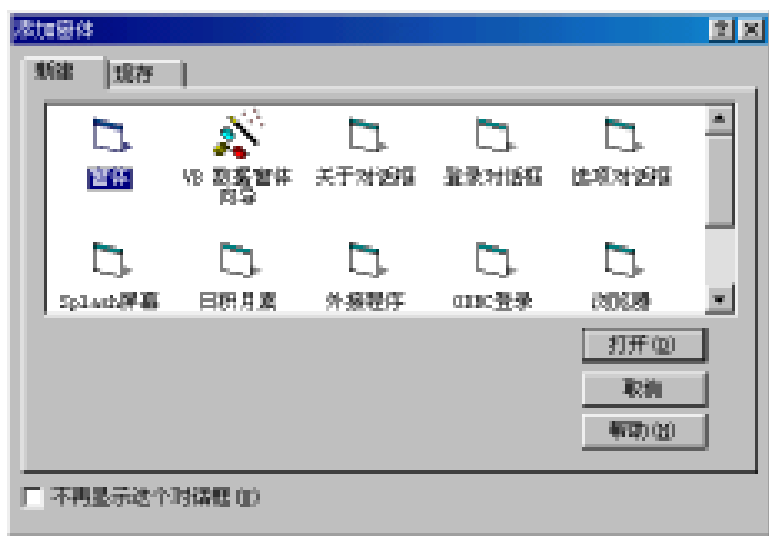 添加窗体
新建 现存
窗体 VB 数据窗体 关于对话框 登录对话框 选项对话框
向导
Splash屏幕 日积月累 外接程序 ODBC登录 浏览器
打开(O)
取消
帮助(H)
不再显示这个对话框(D)